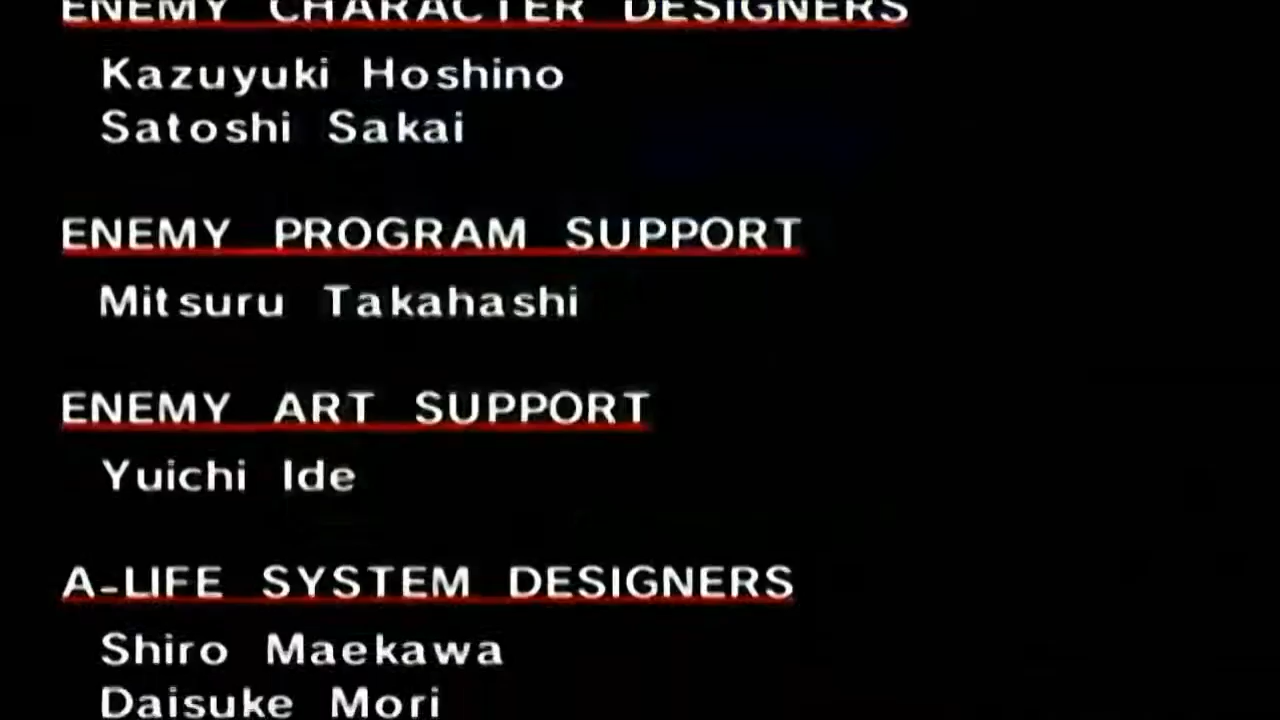 ENEMY CHARACTER DESIGNERS
Kazuyuki Hoshino
Satoshi Sakai
ENEMY PROGRAM SUPPORT
Mitsuru Takahashi
ENEMY ART SUPPORT
Yuichi Ide
A-LIFE SYSTEM DESIGNERS
Shiro Maekawa
Daisuke Mori